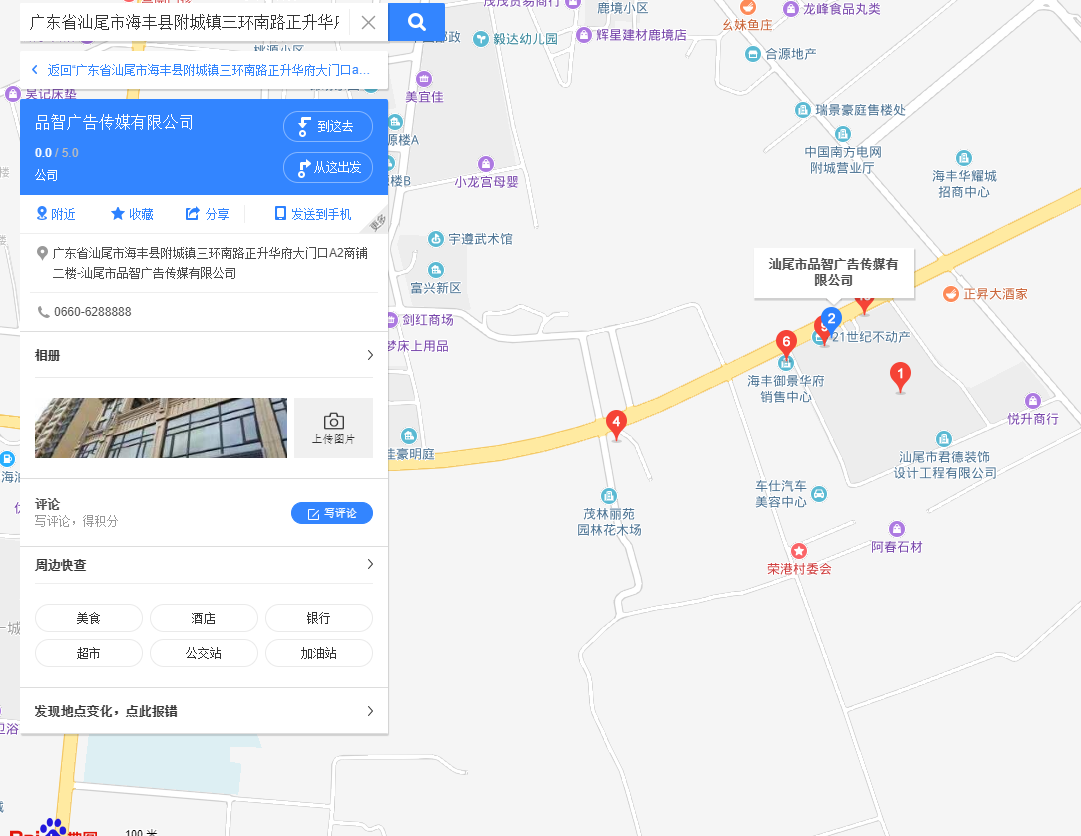 广东省汕尾市海丰县附城镇三环南路正升华府
返回"广东省汕尾市海丰县附城镇三环南路正升华府大门口a...
品智广告传媒有限公司
到这去
0.0 / 5.0
从这出发
公司
附近
收藏
分享
发送到手机
更多
广东省汕尾市海丰县附城镇三环南路正升华府大门口A2商铺
二楼-汕尾市品智广告传媒有限公司
0660-6288888
相册
上传图片
评论
写评论，得积分
写评论
周边快查
美食
酒店
银行
超市
公交站
加油站
发现地点变化，点此报错
鹿境小区
幺妹鱼庄
龙峰食品丸类
毅达幼儿园
辉星建材鹿境店
合源地产
美宜佳
瑞景豪庭售楼处
中国南方电网
附城营业厅
小龙宫母婴
海丰华耀城
招商中心
宇遵武术馆
富兴新区
剑红商场
梦床上用品
汕尾市品智广告传媒有
限公司
正昇大酒家
2
6
21世纪不动产
1
海丰御景华府
销售中心
4
悦升商行
佳豪明庭
汕尾市君德装饰
设计工程有限公司
车仕汽车
美容中心
茂林丽苑
园林花木场
阿春石材
荣港村委会
100 米